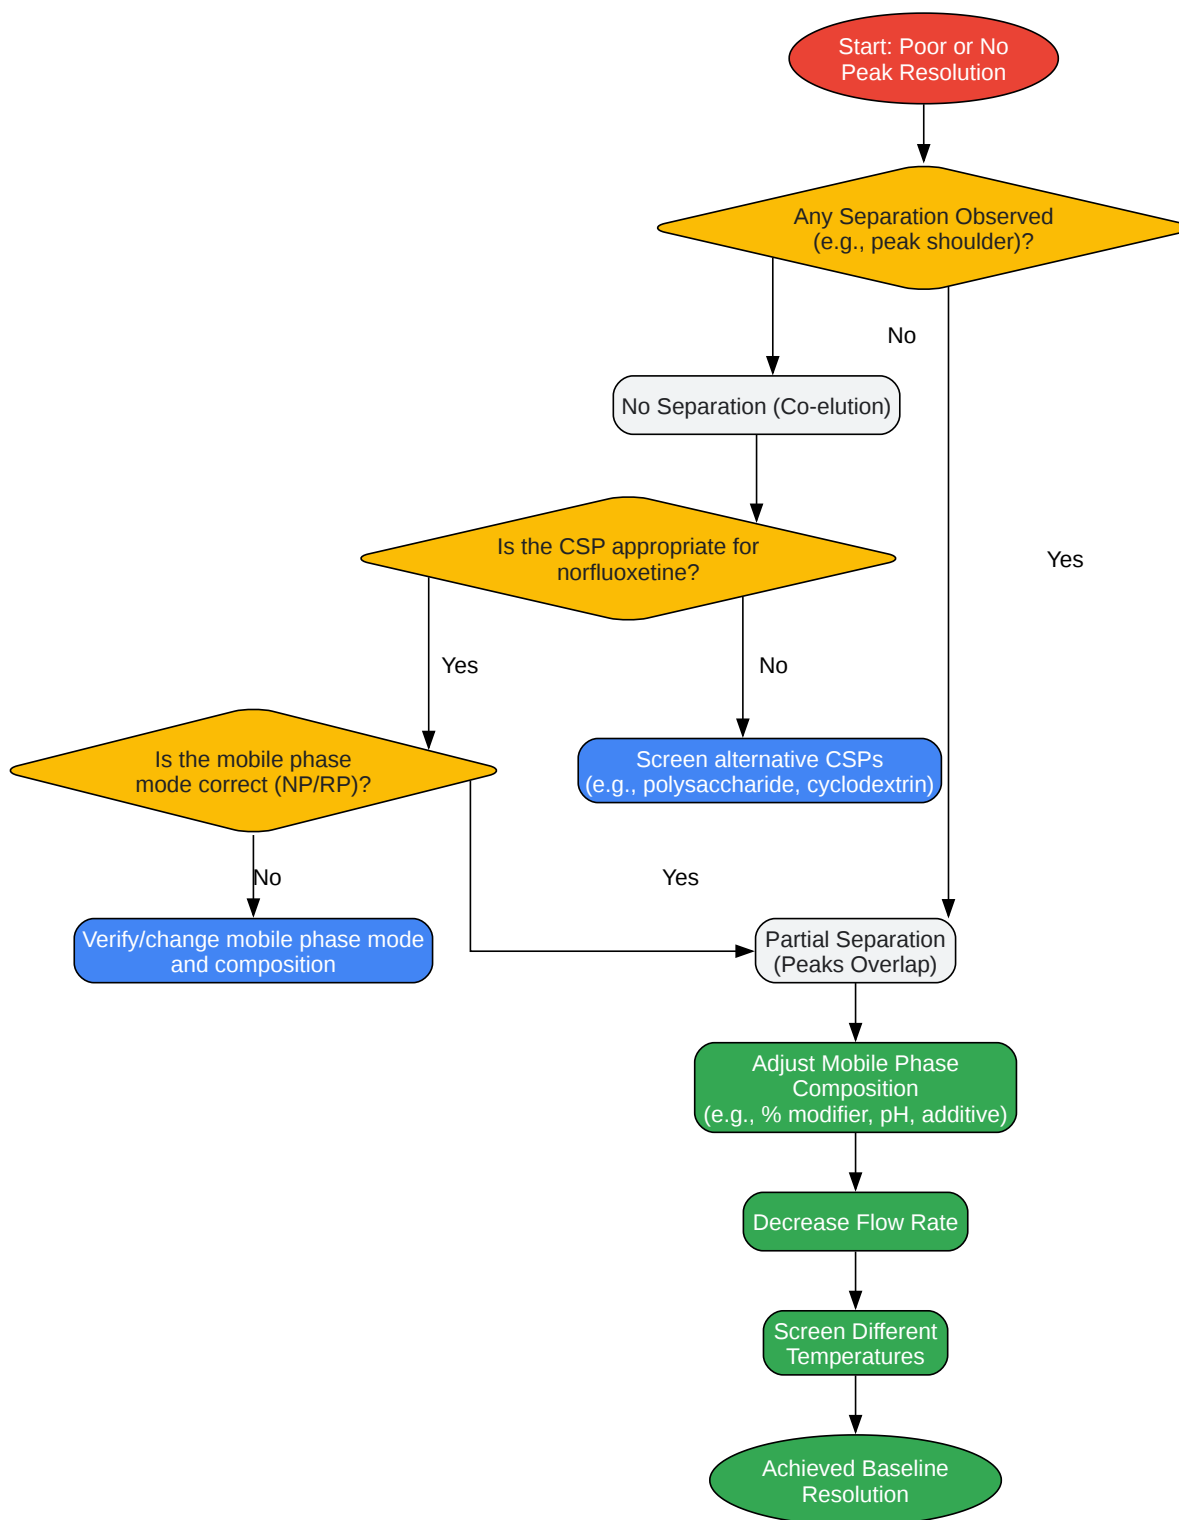 Start: Poor or No
Peak Resolution
Any Separation Observed
(e.g., peak shoulder)?
No
No Separation (Co-elution)
Is the CSP appropriate for
norfluoxetine?
Yes
Yes
No
Is the mobile phase
mode correct (NP/RP)?
Screen alternative CSPs
(e.g., polysaccharide, cyclodextrin)
No
Yes
Verify/change mobile phase mode
and composition
Partial Separation
(Peaks Overlap)
Adjust Mobile Phase
Composition
(e.g., % modifier, pH, additive)
Decrease Flow Rate
Screen Different
Temperatures
Achieved Baseline
Resolution